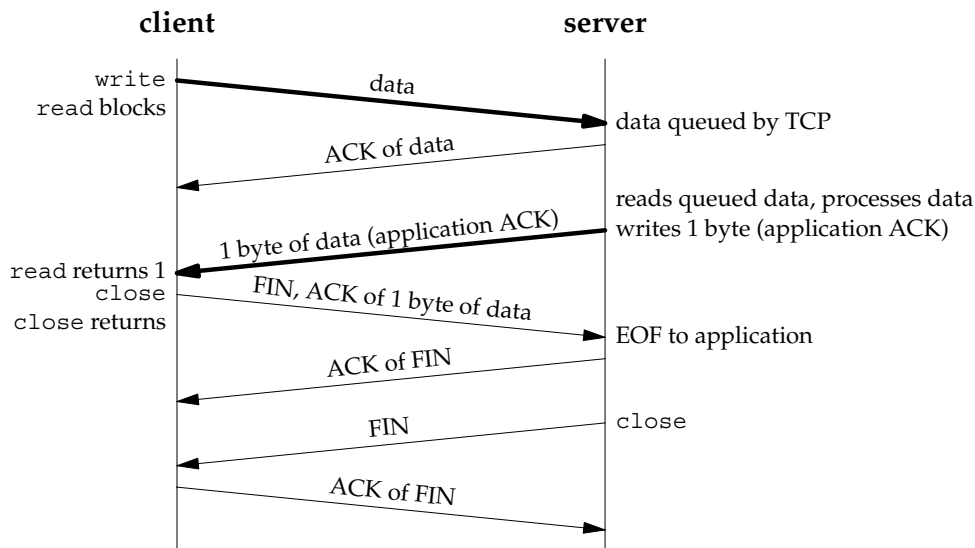 client
server
write
data
read blocks
data queued by TCP
ACK of data
reads queued data, processes data
1 byte of data (application ACK)
writes 1 byte (application ACK)
read returns 1
close
FIN, ACK of 1 byte of data
close returns
EOF to application
ACK of FIN
FIN
close
ACK of FIN